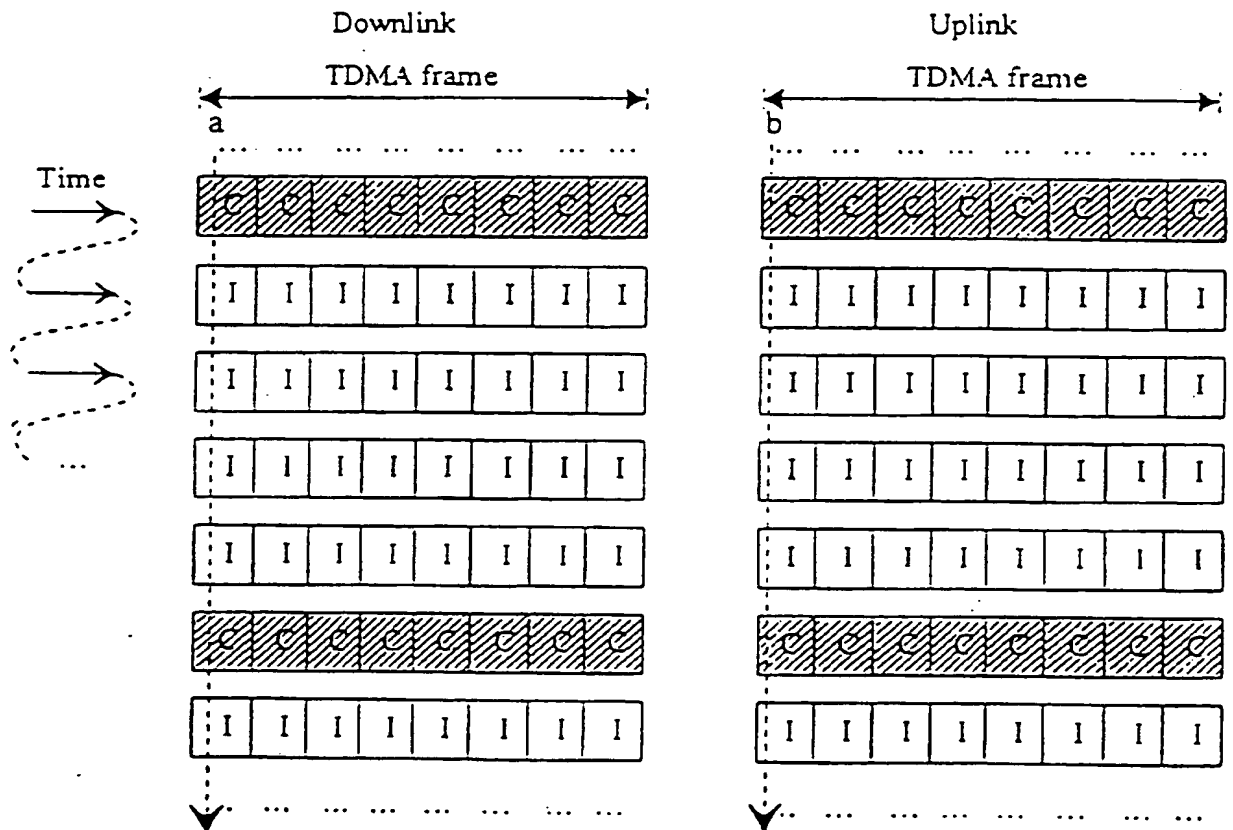 Downlink Uplink
TDMA frame TDMA frame
a b
... ... ... ... ... ... ... ... ... ... ... ... ... ... ...
Time
C C C C C C C C C C C C C C C C
I I I I I I I I I I I I I I I I
I I I I I I I I I I I I I I I I
I I I I I I I I I I I I I I I I
...
I I I I I I I I I I I I I I I I
C C C C C C C C C C C C C C C C
I I I I I I I I I I I I I I I I
... ... ... ... ... ... ... ... ... ... ... ... ... ... ...